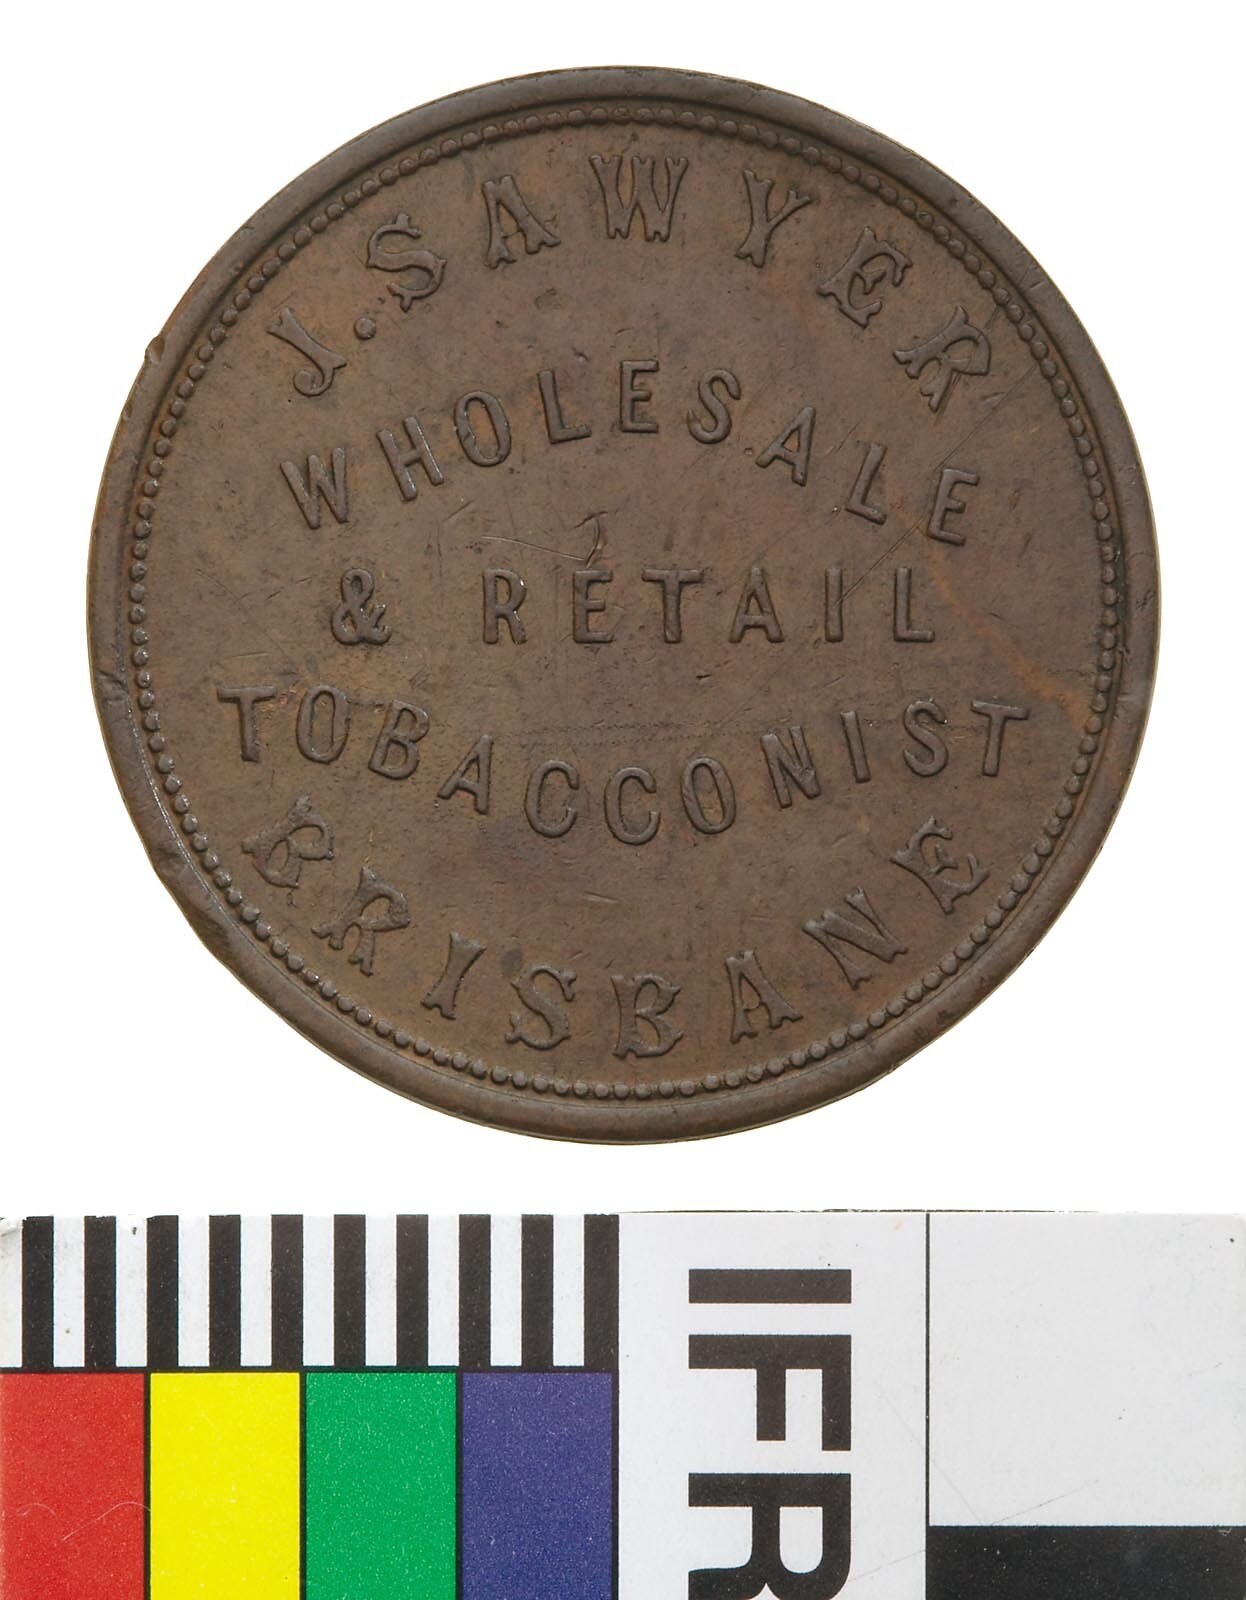 J. SAWYER
WHOLESALE
& RETAIL
TOBACCONIST
BRISBANE
IFR